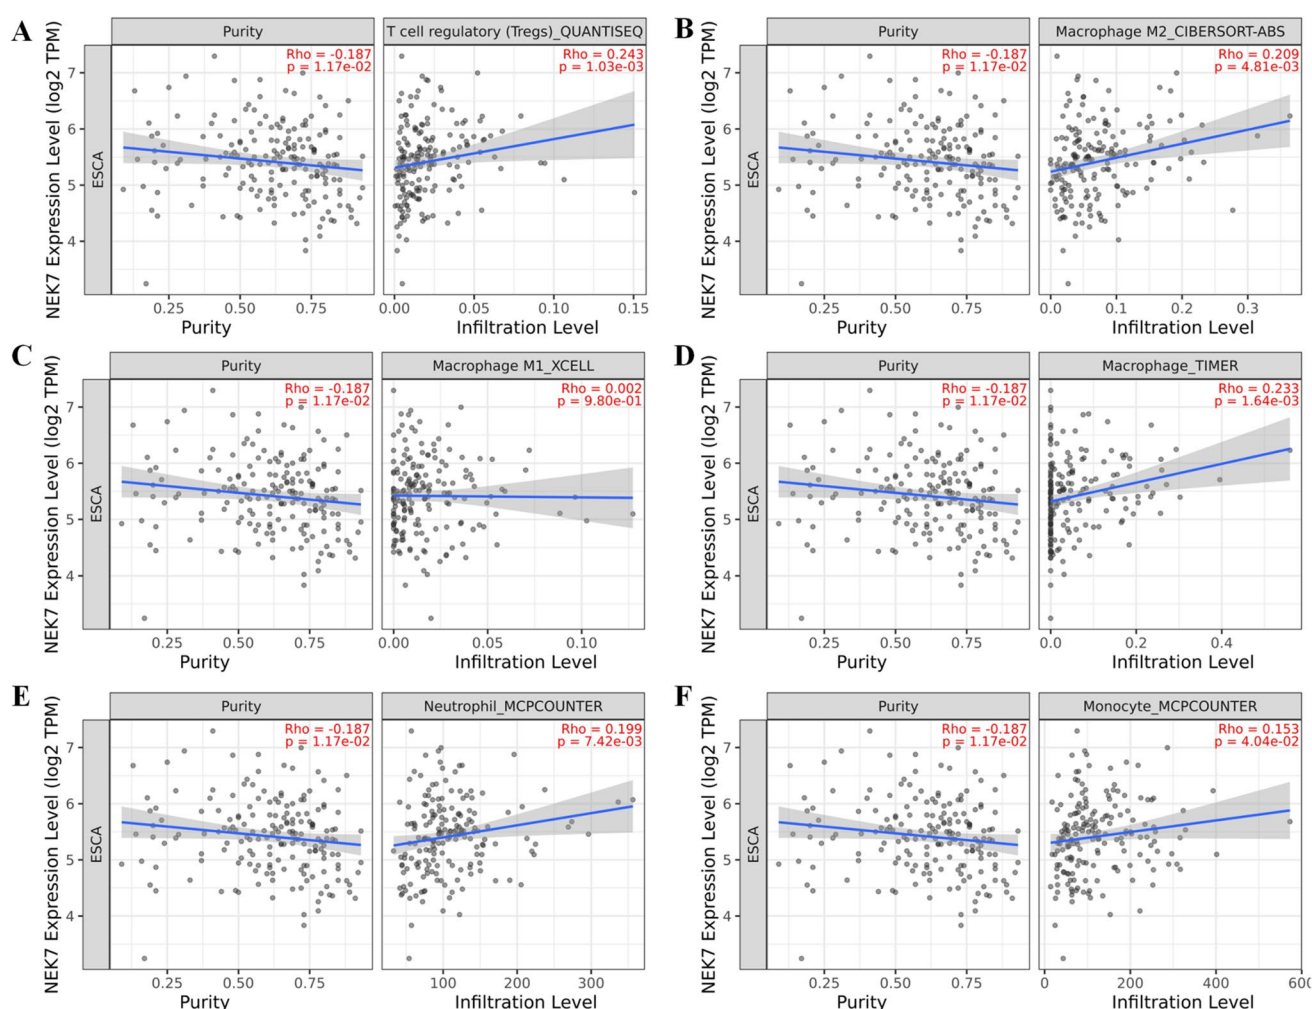 A
B
Purity
T cell regulatory (Tregs)_QUANTISEQ
Purity
Macrophage M2_CIBERSORT-ABS
NEK7 Expression Level (log2 TPM)
ESCA
7
6
5
4
Rho = -0.187
p = 1.17e-02
Rho = 0.243
p = 1.03e-03
0.25
0.50
0.75
0.00
0.05
0.10
0.15
Purity
Infiltration Level
NEK7 Expression Level (log2 TPM)
ESCA
7
6
5
4
Rho = -0.187
p = 1.17e-02
Rho = 0.209
p = 4.81e-03
0.25
0.50
0.75
0.0
0.1
0.2
0.3
Purity
Infiltration Level
C
D
Purity
Macrophage M1_XCELL
Purity
Macrophage_TIMER
NEK7 Expression Level (log2 TPM)
ESCA
7
6
5
4
Rho = -0.187
p = 1.17e-02
Rho = 0.002
p = 9.80e-01
0.25
0.50
0.75
0.00
0.05
0.10
Purity
Infiltration Level
NEK7 Expression Level (log2 TPM)
ESCA
7
6
5
4
Rho = -0.187
p = 1.17e-02
Rho = 0.233
p = 1.64e-03
0.25
0.50
0.75
0.0
0.2
0.4
Purity
Infiltration Level
E
F
Purity
Neutrophil_MCPCOUNTER
Purity
Monocyte_MCPCOUNTER
NEK7 Expression Level (log2 TPM)
ESCA
7
6
5
4
Rho = -0.187
p = 1.17e-02
Rho = 0.199
p = 7.42e-03
0.25
0.50
0.75
100
200
300
Purity
Infiltration Level
NEK7 Expression Level (log2 TPM)
ESCA
7
6
5
4
Rho = -0.187
p = 1.17e-02
Rho = 0.153
p = 4.04e-02
0.25
0.50
0.75
0
200
400
Purity
Infiltration Level